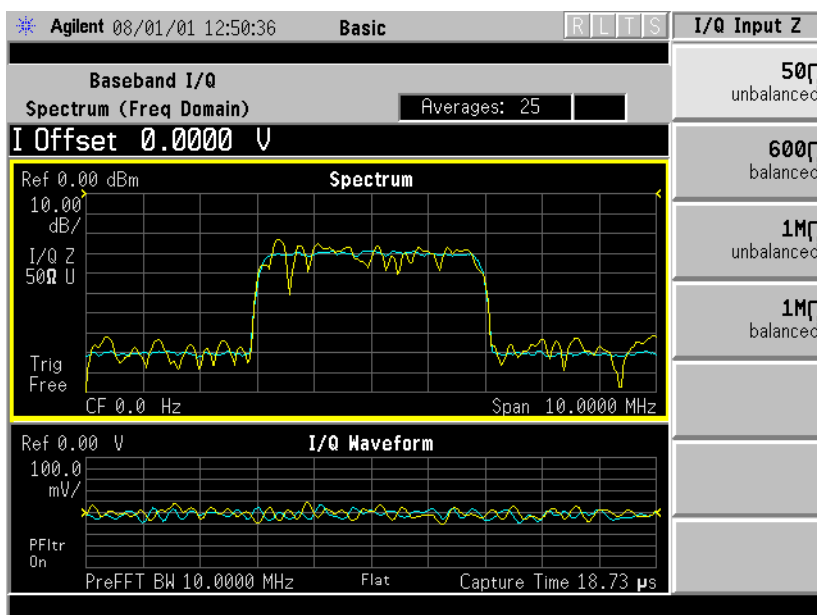 Agilent 08/01/01 12:50:36 Basic R L T S I/Q Input Z
Baseband I/Q
Spectrum (Freq Domain)
Averages: 25
I Offset 0.0000 V
Ref 0.00 dBm Spectrum
10.00
dB/
I/Q Z
50Ω U
Trig
Free
CF 0.0 Hz Span 10.0000 MHz
Ref 0.00 V I/Q Waveform
100.0
mV/
PFltr
On
PreFFT BW 10.0000 MHz Flat Capture Time 18.73 µs
50
unbalanced
600
balanced
1M
unbalanced
1M
balanced